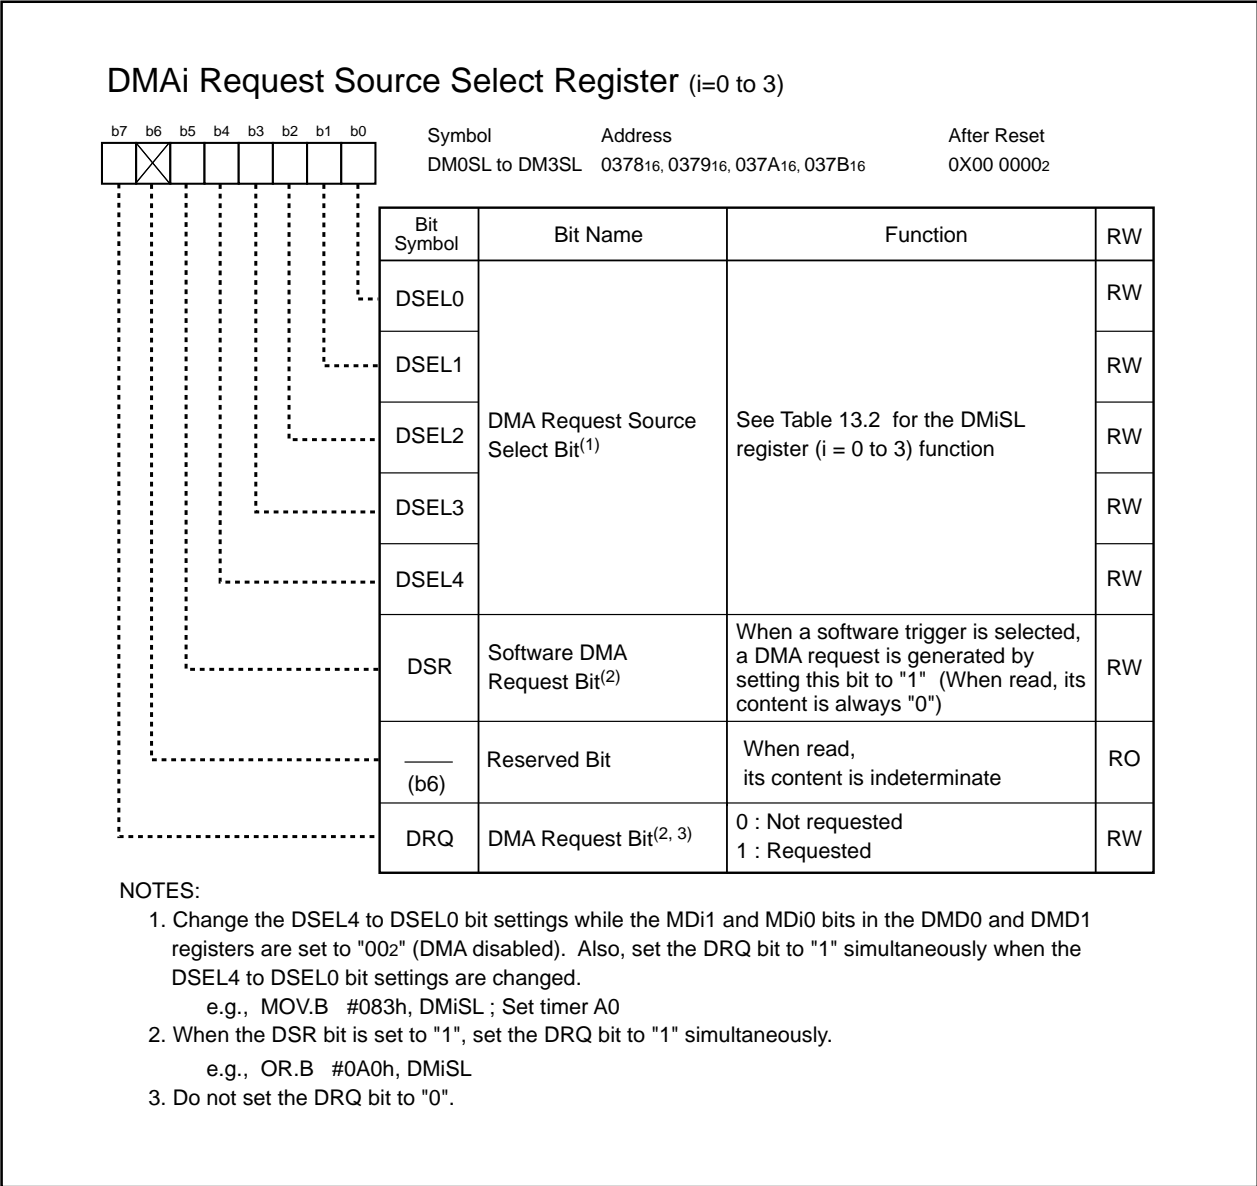 DMAi Request Source Select Register (i=0 to 3)
b7 b6 b5 b4 b3 b2 b1 b0
Symbol Address After Reset
DM0SL to DM3SL 037816, 037916, 037A16, 037B16 0X00 00002
Bit Symbol Bit Name Function RW
DSEL0 RW
DSEL1 RW
DSEL2 RW
DSEL3 RW
DSEL4 RW
DMA Request Source
Select Bit(1)
See Table 13.2 for the DMiSL
register (i = 0 to 3) function
DSR
Software DMA
Request Bit(2)
When a software trigger is selected,
a DMA request is generated by
setting this bit to "1" (When read, its
content is always "0")
RW
(b6)
Reserved Bit
When read,
its content is indeterminate
RO
DRQ
DMA Request Bit(2, 3)
0 : Not requested
1 : Requested
RW
NOTES:
1. Change the DSEL4 to DSEL0 bit settings while the MDi1 and MDi0 bits in the DMD0 and DMD1
registers are set to "002" (DMA disabled). Also, set the DRQ bit to "1" simultaneously when the
DSEL4 to DSEL0 bit settings are changed.
e.g., MOV.B #083h, DMiSL ; Set timer A0
2. When the DSR bit is set to "1", set the DRQ bit to "1" simultaneously.
e.g., OR.B #0A0h, DMiSL
3. Do not set the DRQ bit to "0".